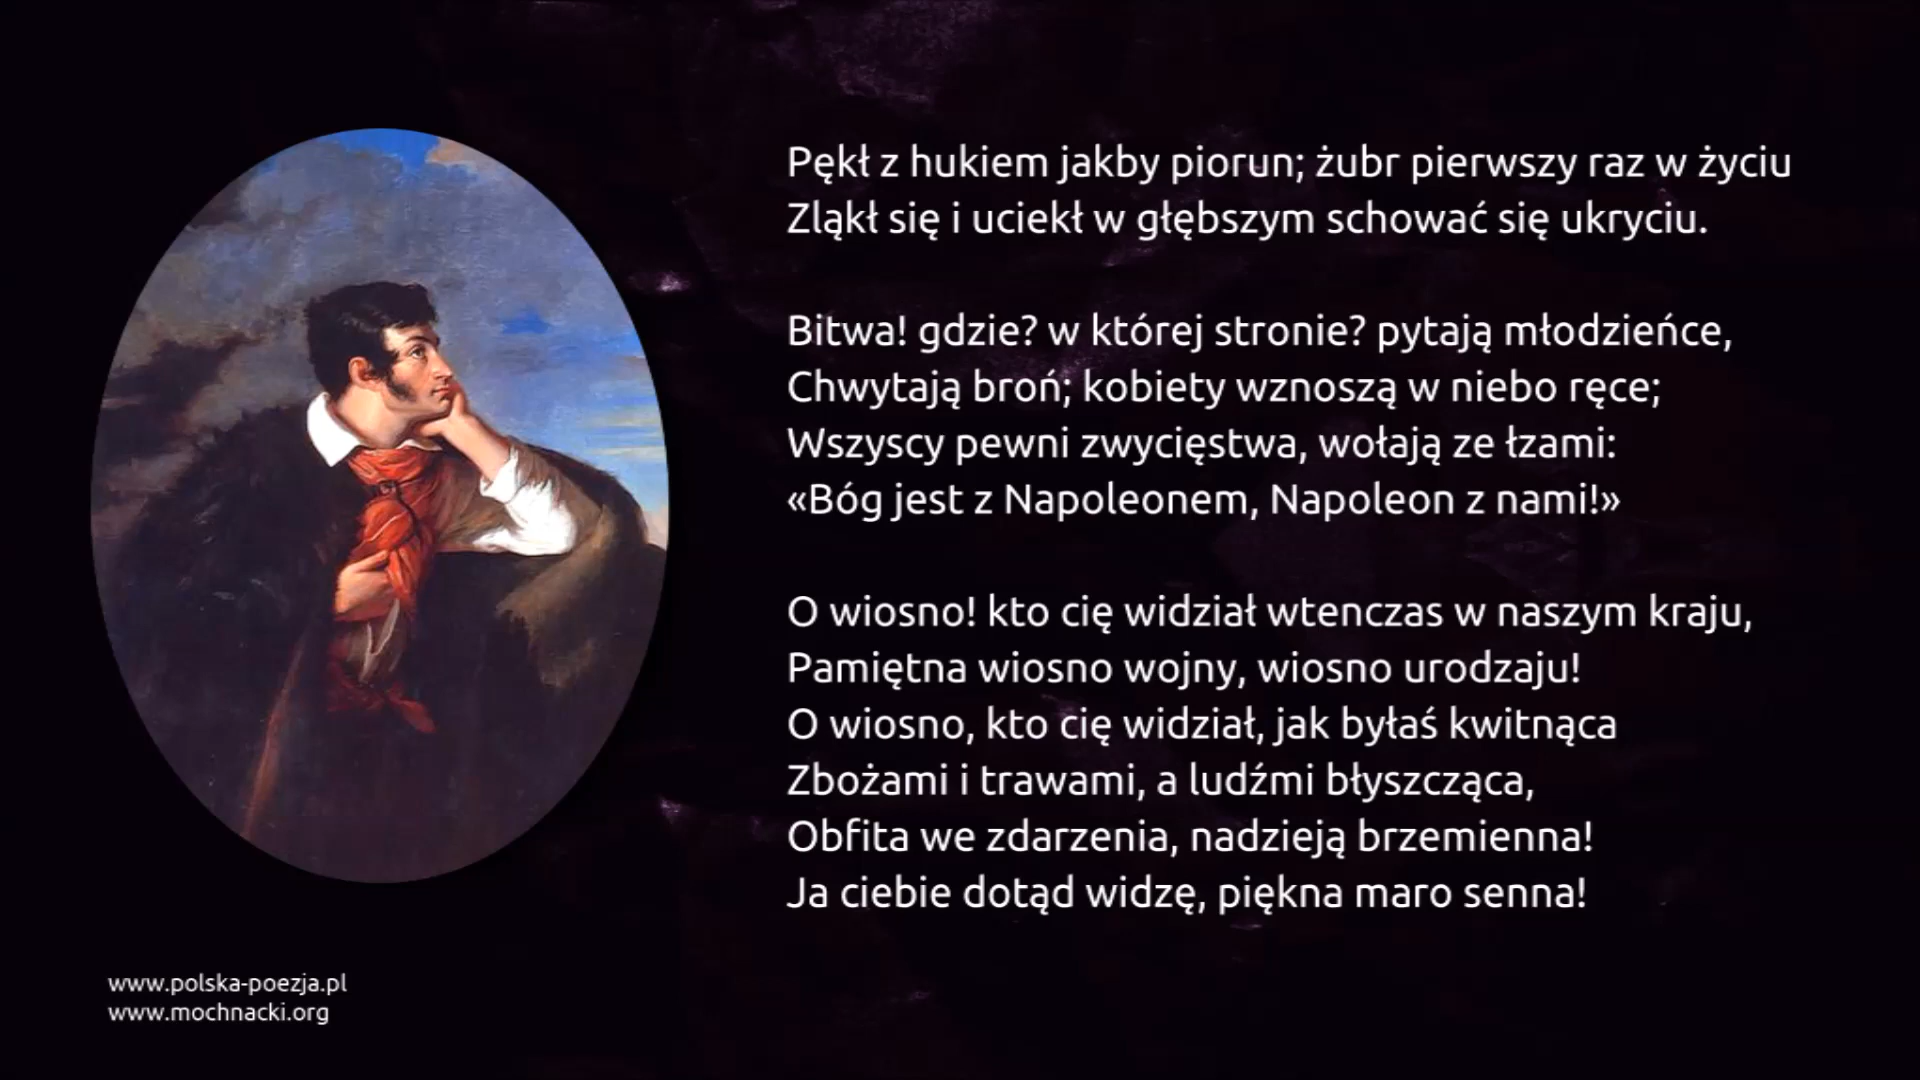 Pękł z hukiem jakby piorun; żubr pierwszy raz w życiu
Zląkł się i uciekł w głębszym schować się ukryciu.
Bitwa! gdzie? w której stronie? pytają młodzieńce,
Chwytają broń; kobiety wznoszą w niebo ręce;
Wszyscy pewni zwycięstwa, wołają ze łzami:
«Bóg jest z Napoleonem, Napoleon z nami!»
O wiosno! kto cię widział wtenczas w naszym kraju,
Pamiętna wiosno wojny, wiosno urodzaju!
O wiosno, kto cię widział, jak byłaś kwitnąca
Zbożami i trawami, a ludźmi błyszcząca,
Obfita we zdarzenia, nadzieją brzemienna!
Ja ciebie dotąd widzę, piękna maro senna!
www.polska-poezja.pl
www.mochnacki.org